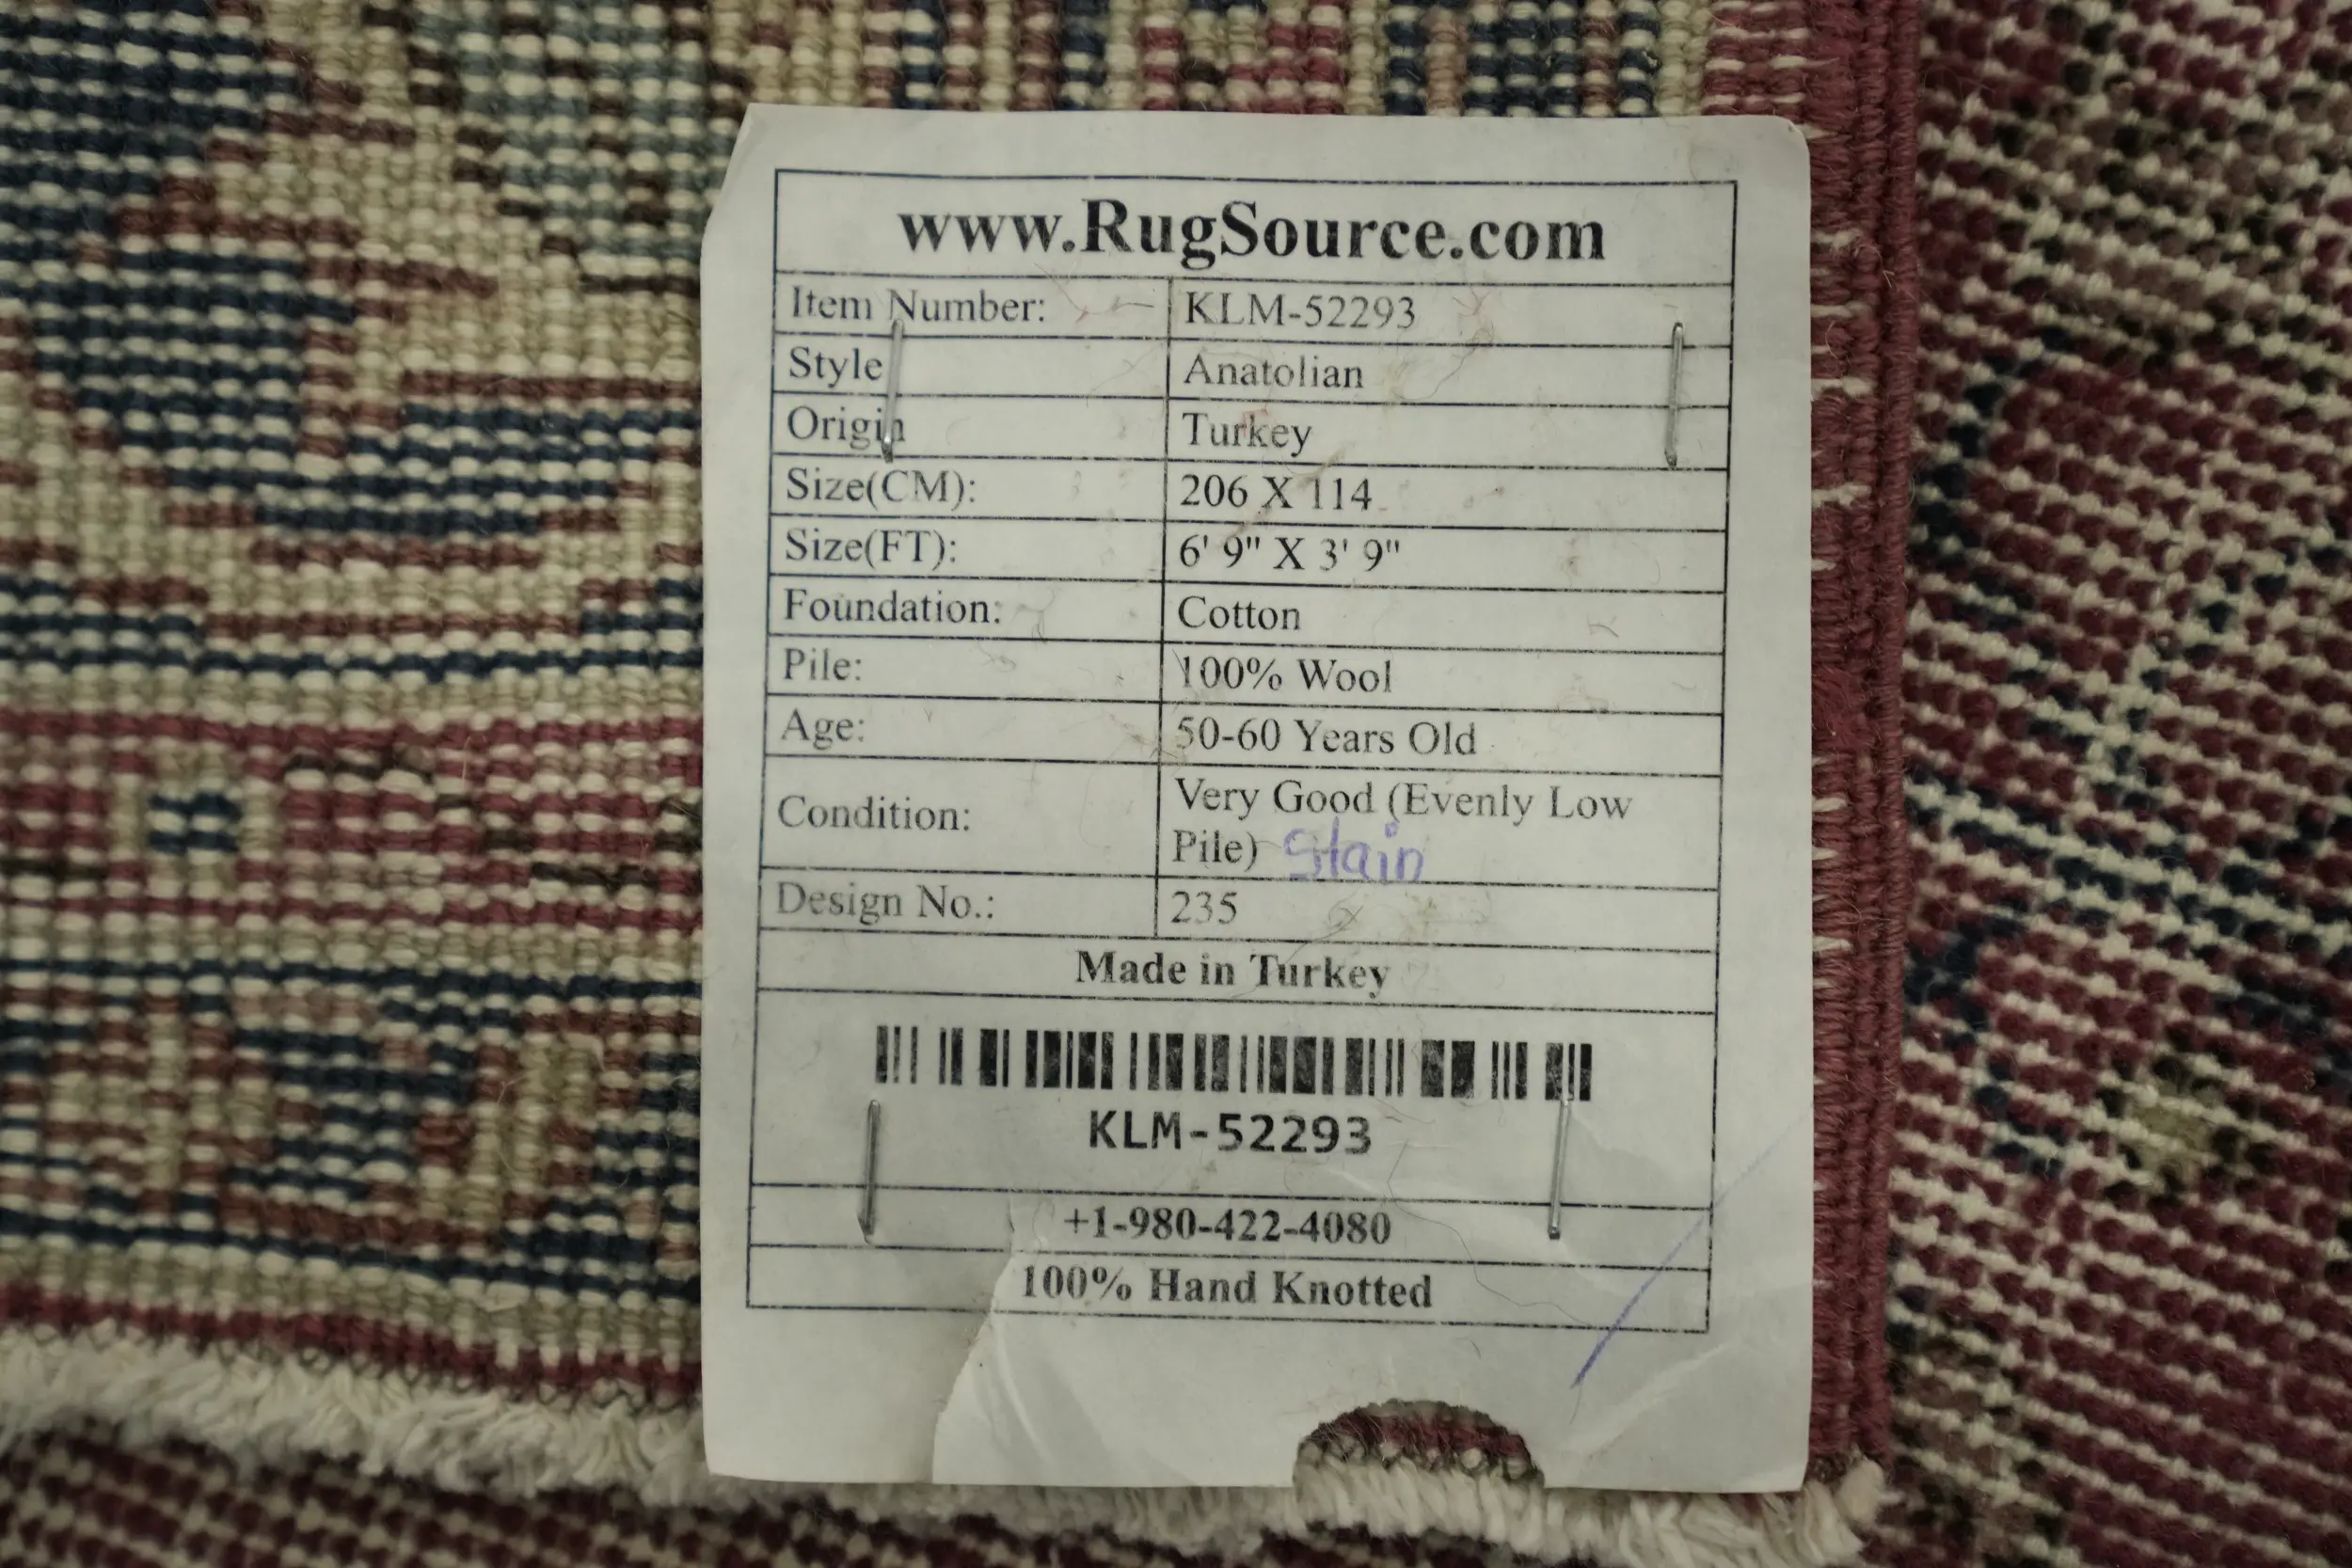 www.RugSource.com
Item Number: KLM-52293
Style Anatolian
Origin Turkey
Size(CM): 206 X 114
Size(FT): 6' 9" X 3' 9"
Foundation: Cotton
Pile: 100% Wool
Age: 50-60 Years Old
Condition: Very Good (Evenly Low
Pile) Stain
Design No.: 235
Made in Turkey
KLM-52293
+1-980-422-4080
100% Hand Knotted